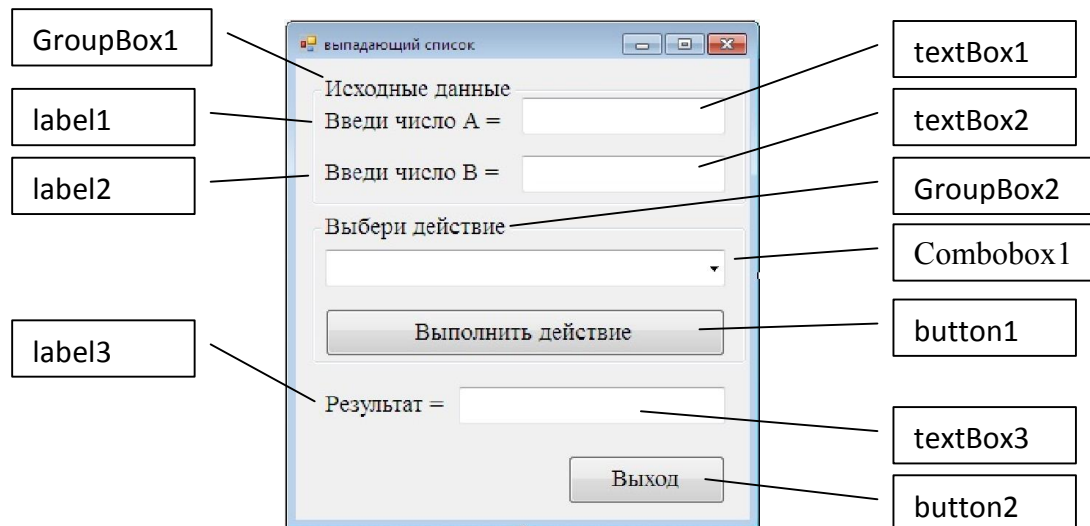 GroupBox1
label1
label2
label3
выпадающий список
Исходные данные
Введи число A =
Введи число B =
Выбери действие
Выполнить действие
Результат =
Выход
textBox1
textBox2
GroupBox2
Combobox1
button1
textBox3
button2